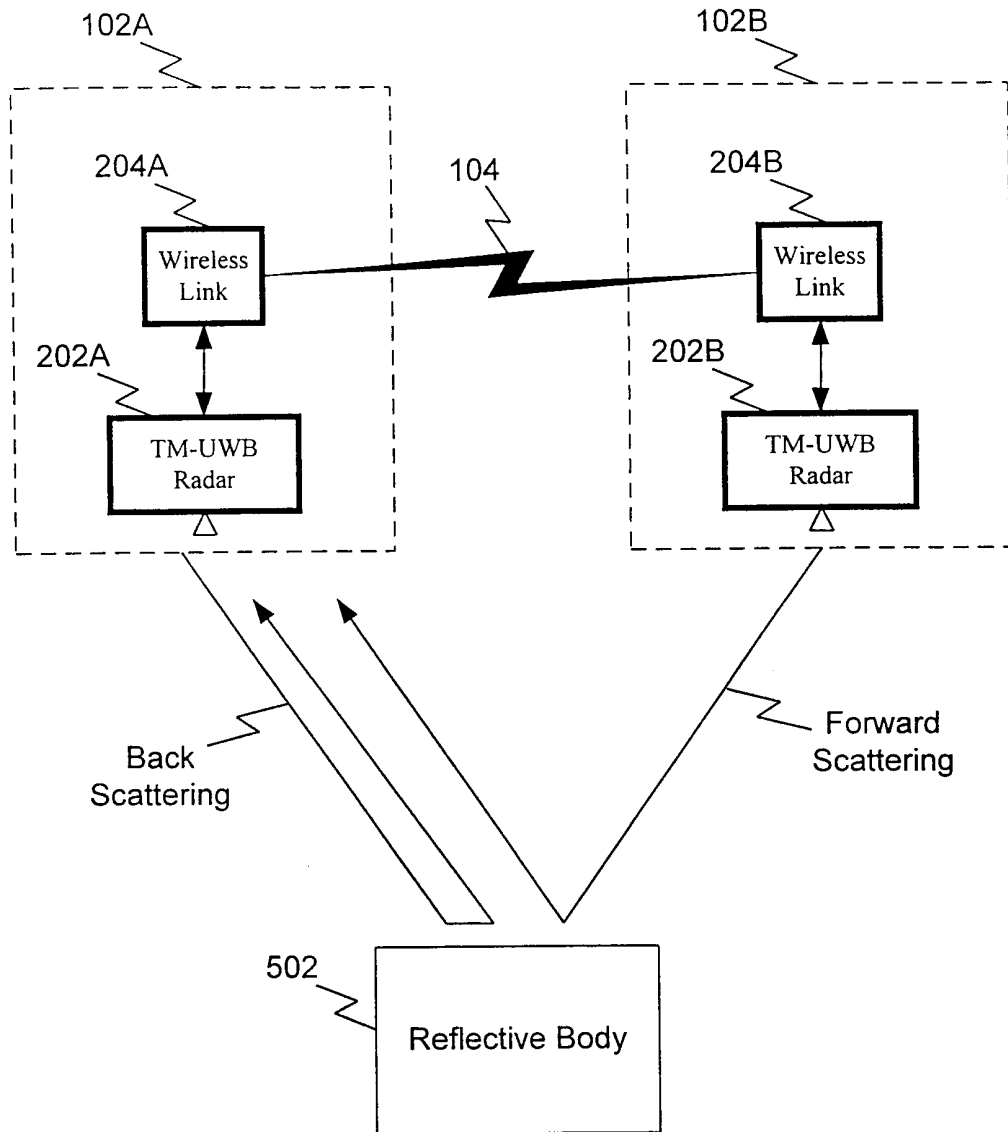 102A
102B
204A
104
204B
Wireless
Link
Wireless
Link
202A
202B
TM-UWB
Radar
TM-UWB
Radar
Back
Scattering
Forward
Scattering
502
Reflective Body